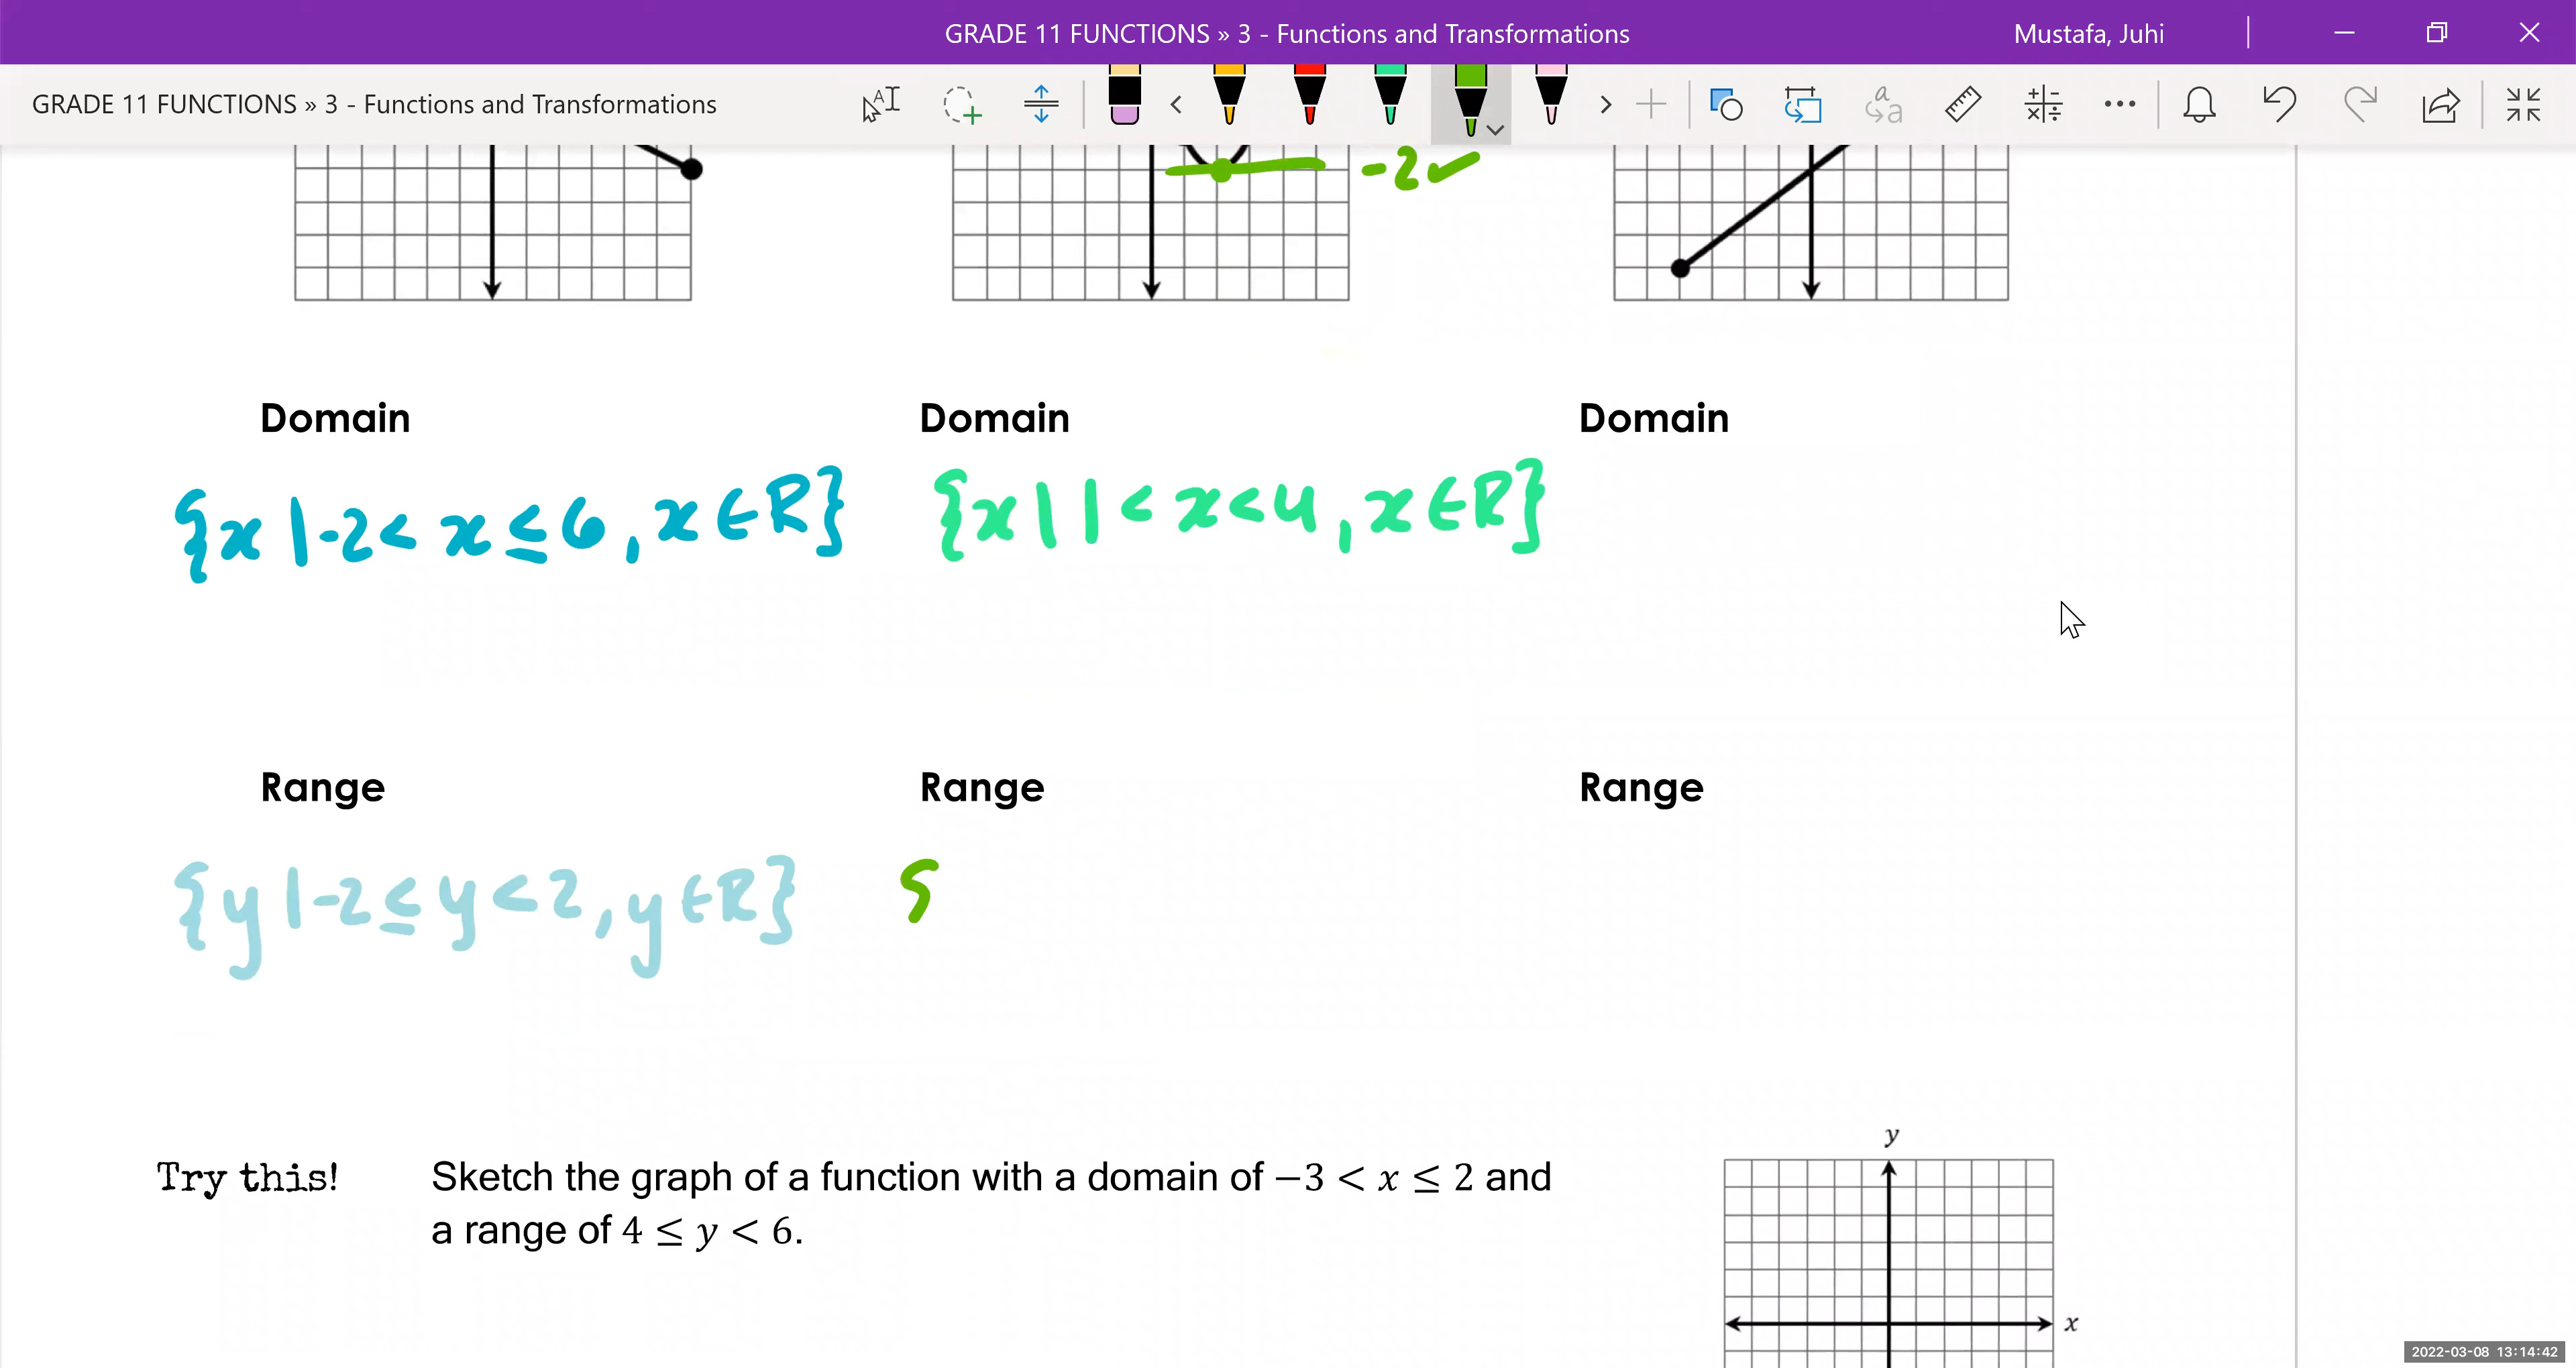 GRADE 11 FUNCTIONS » 3 - Functions and Transformations
Mustafa, Juhi
GRADE 11 FUNCTIONS » 3 - Functions and Transformations
-2 ✓
Domain Domain Domain
{x | -2 < x ≤ 6, x ∈ R} {x | 1 < x < 4, x ∈ R}
Range Range Range
{y | -2 ≤ y < 2, y ∈ R}
y
Try this! Sketch the graph of a function with a domain of −3 < x ≤ 2 and
a range of 4 ≤ y < 6.
x
2022-03-08 13:14:42